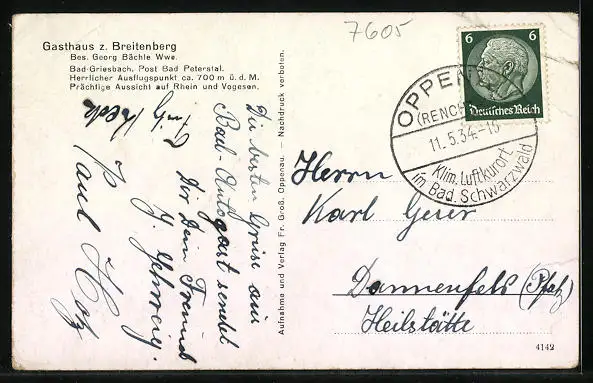 7605
Gasthaus z. Breitenberg
Bes. Georg Bächle Wwe.
Bad-Griesbach, Post Bad Peterstal.
Herrlicher Ausflugspunkt ca. 700 m ü. d. M.
Prächtige Aussicht auf Rhein und Vogesen.
Die besten Grüße aus
Bad-Antogast sendet
Dir Dein Freund
Paul Hotz
Aufnahme und Verlag Fr. Groß, Oppenau. — Nachdruck verboten.
6 6
Deutsches Reich
OPPENAU
(RENCH
11.5.34-15
Klim. Luftkurort
im Bad. Schwarzwald
Herrn
Karl Geier
Dannenfels (Pfalz)
Heilstätte
4142